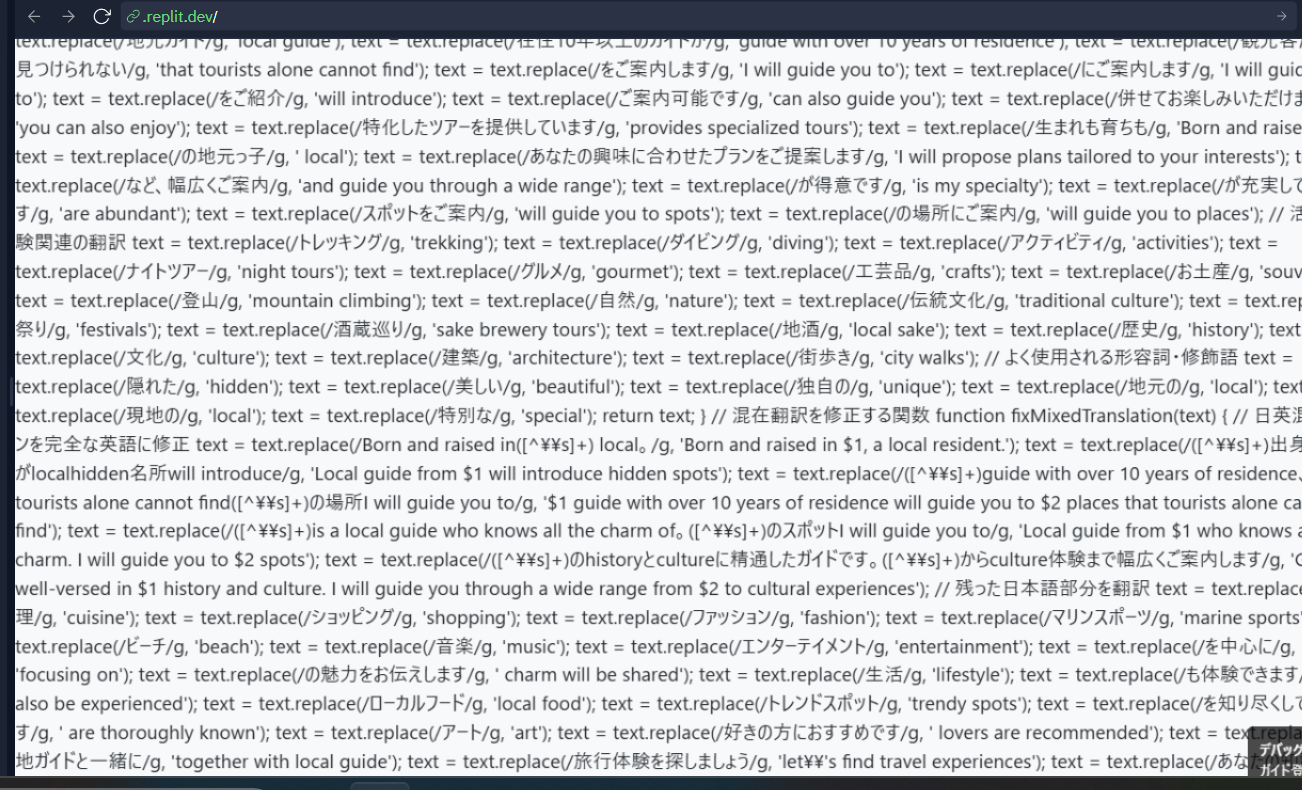 .replit.dev/
text.replace(/地元ガイド/g, 'local guide'); text = text.replace(/在住10年以上のガイドが/g, 'guide with over 10 years of residence'); text = text.replace(/観光客
見つけられない/g, 'that tourists alone cannot find'); text = text.replace(/をご案内します/g, 'I will guide you to'); text = text.replace(/にご案内します/g, 'I will guid
to'); text = text.replace(/をご紹介/g, 'will introduce'); text = text.replace(/ご案内可能です/g, 'can also guide you'); text = text.replace(/併せてお楽しみいただけま
'you can also enjoy'); text = text.replace(/特化したツアーを提供しています/g, 'provides specialized tours'); text = text.replace(/生まれも育ちも/g, 'Born and raise
text = text.replace(/の地元っ子/g, ' local'); text = text.replace(/あなたの興味に合わせたプランをご提案します/g, 'I will propose plans tailored to your interests'); t
text.replace(/など、幅広くご案内/g, 'and guide you through a wide range'); text = text.replace(/が得意です/g, 'is my specialty'); text = text.replace(/が充実して
す/g, 'are abundant'); text = text.replace(/スポットをご案内/g, 'will guide you to spots'); text = text.replace(/の場所にご案内/g, 'will guide you to places'); // 活
験関連の翻訳 text = text.replace(/トレッキング/g, 'trekking'); text = text.replace(/ダイビング/g, 'diving'); text = text.replace(/アクティビティ/g, 'activities'); text =
text.replace(/ナイトツアー/g, 'night tours'); text = text.replace(/グルメ/g, 'gourmet'); text = text.replace(/工芸品/g, 'crafts'); text = text.replace(/お土産/g, 'souv
text = text.replace(/登山/g, 'mountain climbing'); text = text.replace(/自然/g, 'nature'); text = text.replace(/伝統文化/g, 'traditional culture'); text = text.rep
祭り/g, 'festivals'); text = text.replace(/酒蔵巡り/g, 'sake brewery tours'); text = text.replace(/地酒/g, 'local sake'); text = text.replace(/歴史/g, 'history'); text
text.replace(/文化/g, 'culture'); text = text.replace(/建築/g, 'architecture'); text = text.replace(/街歩き/g, 'city walks'); // よく使用される形容詞・修飾語 text =
text.replace(/隠れた/g, 'hidden'); text = text.replace(/美しい/g, 'beautiful'); text = text.replace(/独自の/g, 'unique'); text = text.replace(/地元の/g, 'local'); text
text.replace(/現地の/g, 'local'); text = text.replace(/特別な/g, 'special'); return text; } // 混在翻訳を修正する関数 function fixMixedTranslation(text) { // 日英混
ンを完全な英語に修正 text = text.replace(/Born and raised in([^¥¥s]+) local。/g, 'Born and raised in $1, a local resident.'); text = text.replace(/([^¥¥s]+)出身
がlocalhidden名所will introduce/g, 'Local guide from $1 will introduce hidden spots'); text = text.replace(/([^¥¥s]+)guide with over 10 years of residence、
tourists alone cannot find([^¥¥s]+)の場所I will guide you to/g, '$1 guide with over 10 years of residence will guide you to $2 places that tourists alone ca
find'); text = text.replace(/([^¥¥s]+)is a local guide who knows all the charm of。([^¥¥s]+)のスポットI will guide you to/g, 'Local guide from $1 who knows a
charm. I will guide you to $2 spots'); text = text.replace(/([^¥¥s]+)のhistoryとcultureに精通したガイドです。([^¥¥s]+)からculture体験まで幅広くご案内します/g, 'G
well-versed in $1 history and culture. I will guide you through a wide range from $2 to cultural experiences'); // 残った日本語部分を翻訳 text = text.replace
理/g, 'cuisine'); text = text.replace(/ショッピング/g, 'shopping'); text = text.replace(/ファッション/g, 'fashion'); text = text.replace(/マリンスポーツ/g, 'marine sports'
text.replace(/ビーチ/g, 'beach'); text = text.replace(/音楽/g, 'music'); text = text.replace(/エンターテイメント/g, 'entertainment'); text = text.replace(/を中心に/g,
'focusing on'); text = text.replace(/の魅力をお伝えします/g, ' charm will be shared'); text = text.replace(/生活/g, 'lifestyle'); text = text.replace(/も体験できます/
also be experienced'); text = text.replace(/ローカルフード/g, 'local food'); text = text.replace(/トレンドスポット/g, 'trendy spots'); text = text.replace(/を知り尽くして
す/g, ' are thoroughly known'); text = text.replace(/アート/g, 'art'); text = text.replace(/好きの方におすすめです/g, ' lovers are recommended'); text = text.repla
地ガイドと一緒に/g, 'together with local guide'); text = text.replace(/旅行体験を探しましょう/g, 'let¥¥'s find travel experiences'); text = text.replace(/あな
デバッグ
ガイド